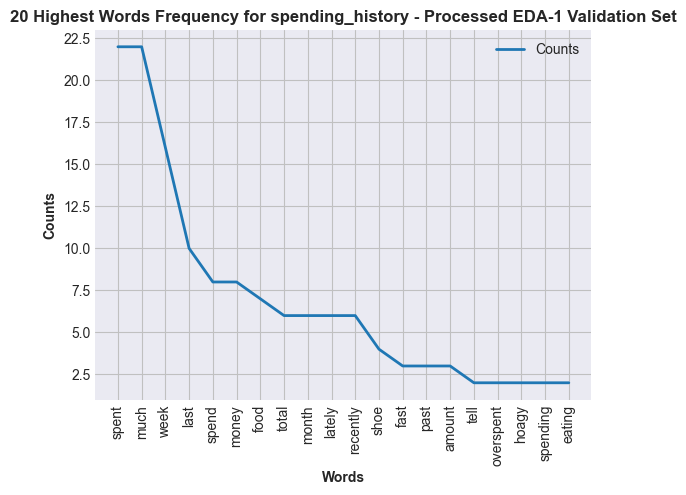 20 Highest Words Frequency for spending_history - Processed EDA-1 Validation Set
Counts
22.5
20.0
17.5
15.0
12.5
10.0
7.5
5.0
2.5
Counts
spent
much
week
last
spend
money
food
total
month
lately
recently
shoe
fast
past
amount
tell
overspent
hoagy
spending
eating
Words